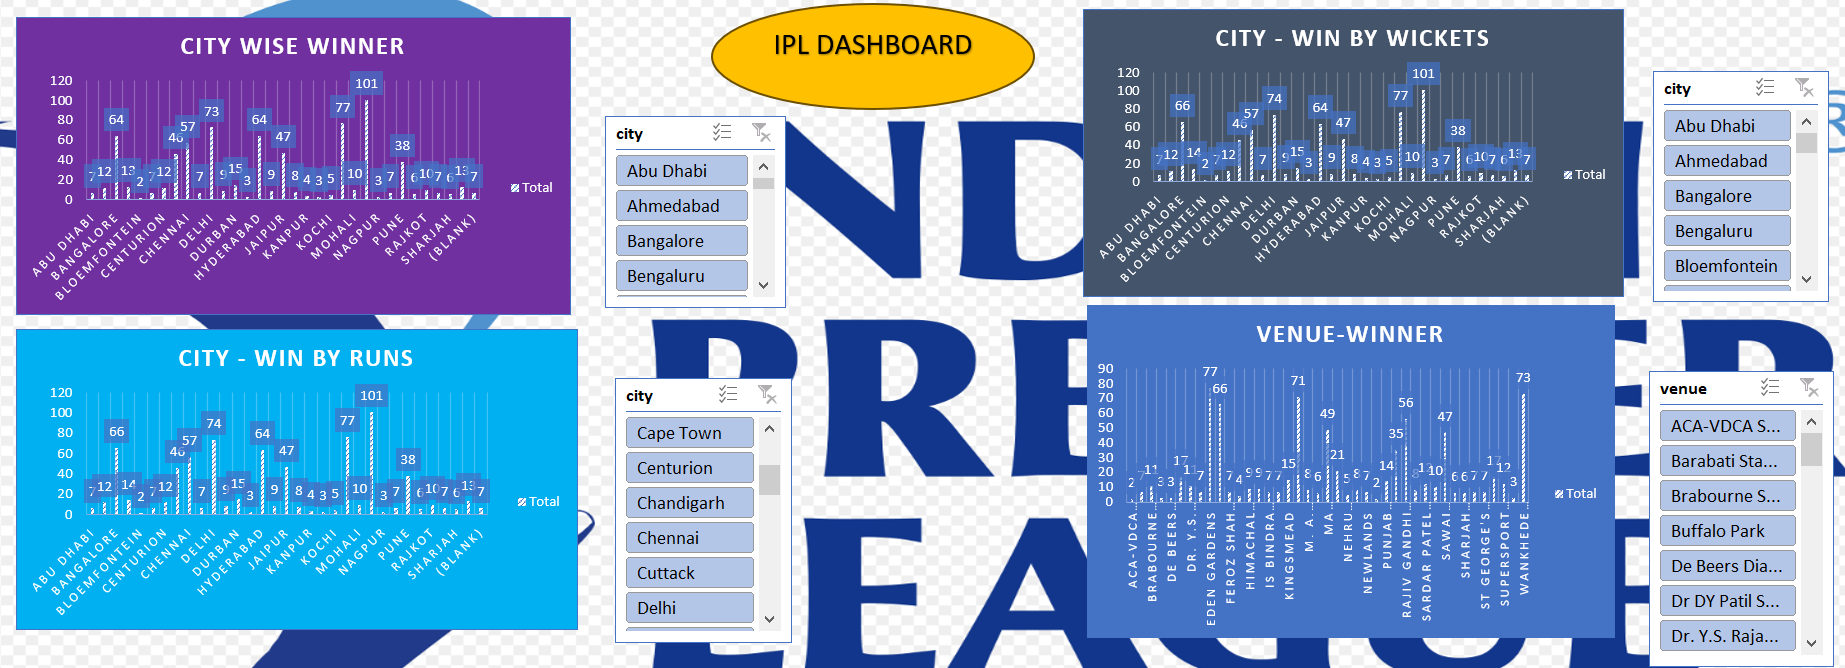 IPL DASHBOARD
CITY WISE WINNER
120
100
80
60
40
20
0
7 12 64 13 2 7 12 46 57 7 73 9 15 3 64 9 47 8 4 3 5 77 101 10 3 7 38 6 10 7 6 13 7
ABU DHABI
BANGALORE
BLOEMFONTEIN
CENTURION
CHENNAI
DELHI
DURBAN
HYDERABAD
JAIPUR
KANPUR
KOCHI
MOHALI
NAGPUR
PUNE
RAJKOT
SHARJAH
(BLANK)
Total
city
Abu Dhabi
Ahmedabad
Bangalore
Bengaluru
CITY - WIN BY WICKETS
120
100
80
60
40
20
0
7 12 66 14 2 7 12 46 57 7 74 9 15 3 64 9 47 8 4 3 5 77 10 101 3 7 38 6 10 7 6 13 7
ABU DHABI
BANGALORE
BLOEMFONTEIN
CENTURION
CHENNAI
DELHI
DURBAN
HYDERABAD
JAIPUR
KANPUR
KOCHI
MOHALI
NAGPUR
PUNE
RAJKOT
SHARJAH
(BLANK)
Total
city
Abu Dhabi
Ahmedabad
Bangalore
Bengaluru
Bloemfontein
CITY - WIN BY RUNS
120
100
80
60
40
20
0
7 12 66 14 2 7 12 46 57 7 74 9 15 3 64 9 47 8 4 3 5 77 10 101 3 7 38 6 10 7 6 13 7
ABU DHABI
BANGALORE
BLOEMFONTEIN
CENTURION
CHENNAI
DELHI
DURBAN
HYDERABAD
JAIPUR
KANPUR
KOCHI
MOHALI
NAGPUR
PUNE
RAJKOT
SHARJAH
(BLANK)
Total
city
Cape Town
Centurion
Chandigarh
Chennai
Cuttack
Delhi
VENUE-WINNER
90
80
70
60
50
40
30
20
10
0
2 7 11 3 3 17 11 7 77 66 7 4 9 9 7 7 15 71 8 6 49 21 5 8 7 2 14 35 56 8 10 47 6 6 7 7 12 3 73
ACA-VDCA...
BRABOURNE...
DE BEERS...
DR. Y.S....
EDEN GARDENS
FEROZ SHAH...
HIMACHAL...
IS BINDRA...
KINGSMEAD
M. A....
MA...
NEHRU...
NEWLANDS
PUNJAB...
RAJIV GANDHI...
SARDAR PATEL...
SAWAI...
SHARJAH...
ST GEORGE'S...
SUPERSPORT...
WANKHEDE...
Total
venue
ACA-VDCA S...
Barabati Sta...
Brabourne S...
Buffalo Park
De Beers Dia...
Dr DY Patil S...
Dr. Y.S. Raja...